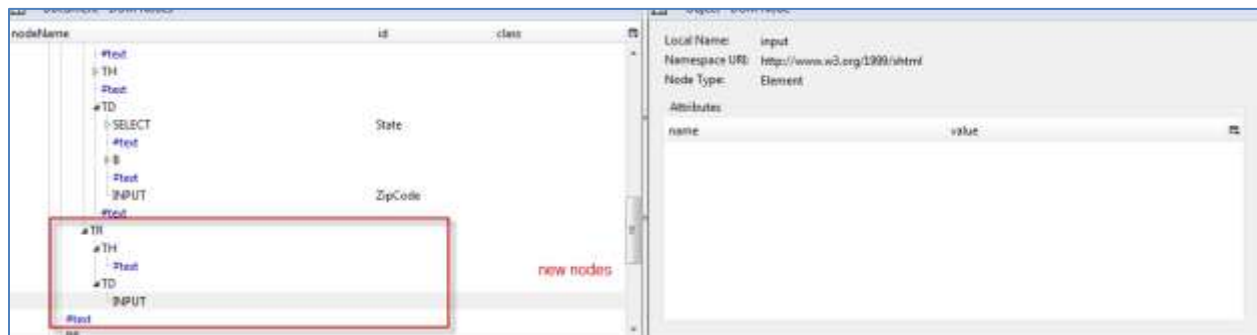 nodeName id class
#text
TH
#text
TD
SELECT State
#text
B
#text
INPUT ZipCode
#text
TR
TH
#text
new nodes
TD
INPUT
#text
Local Name: input
Namespace URI: http://www.w3.org/1999/xhtml
Node Type: Element
Attributes
name value